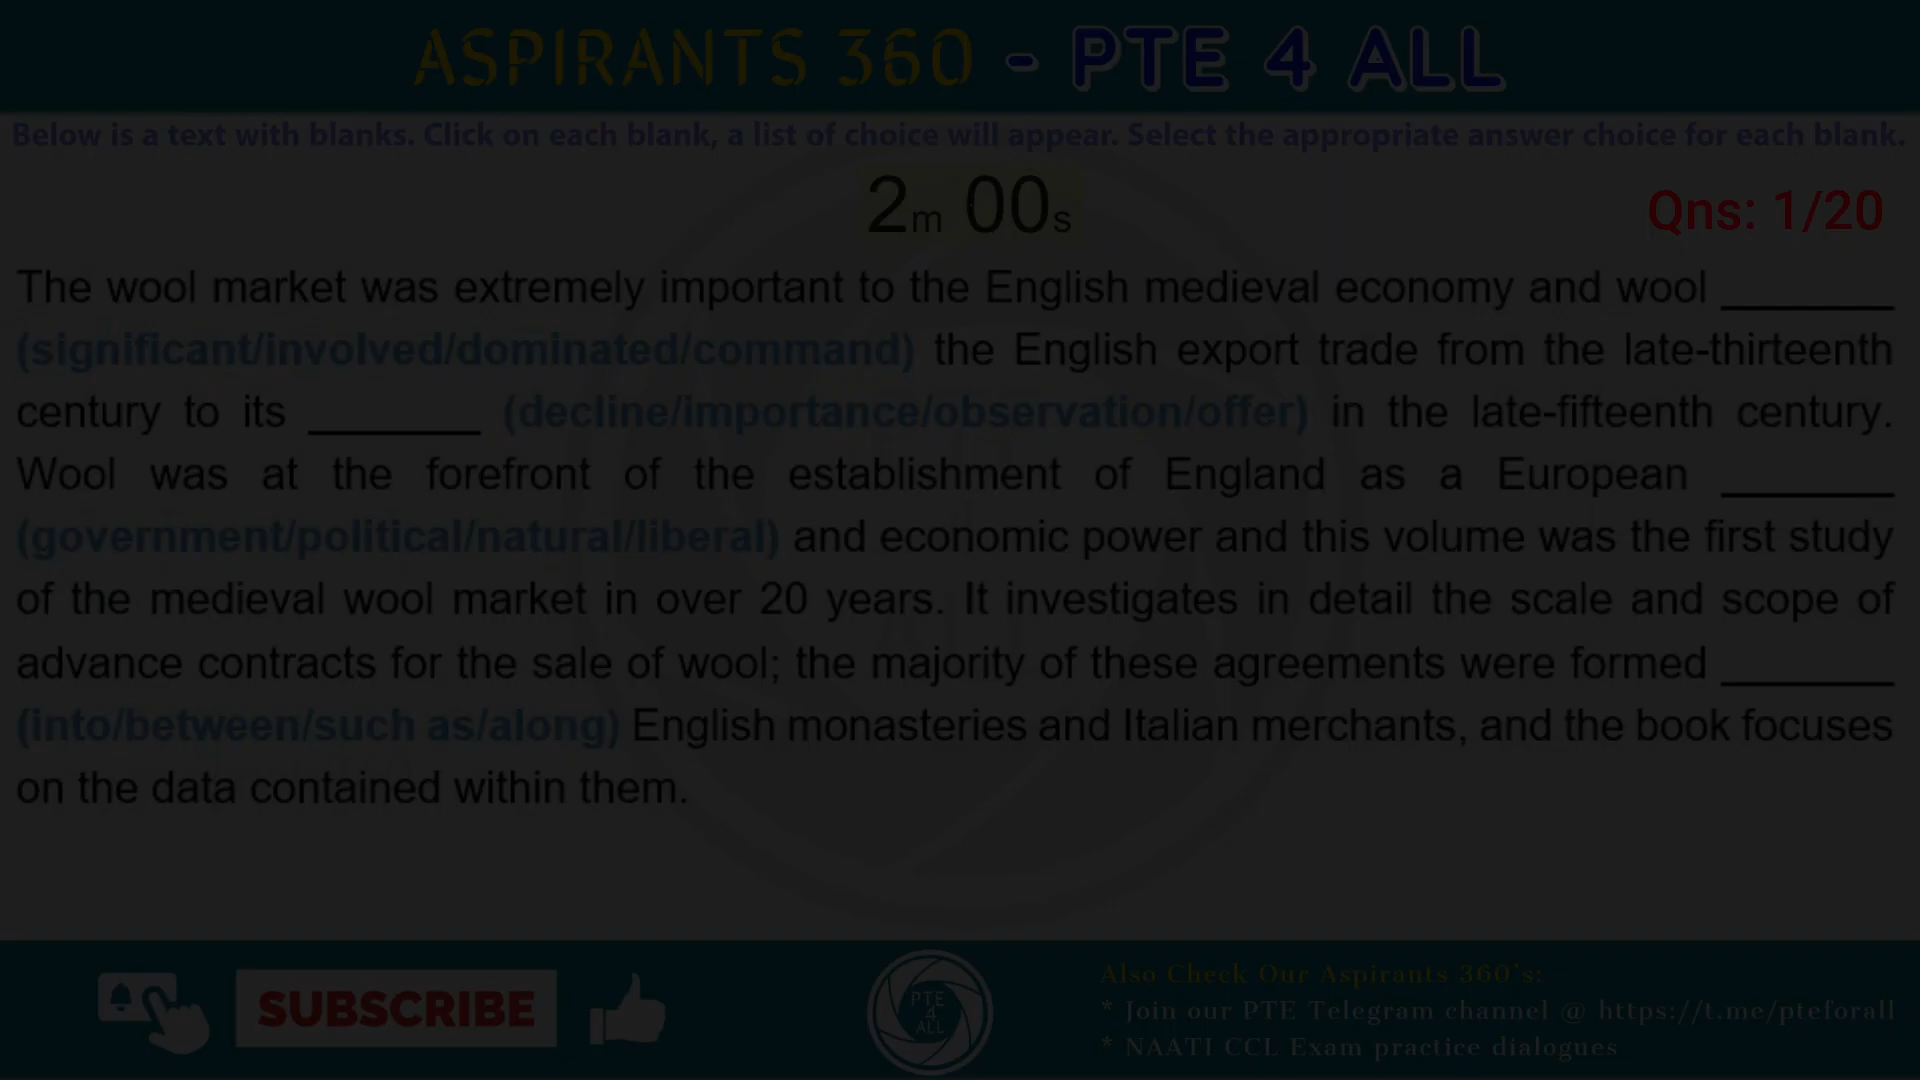 ASPIRANTS 360 - PTE 4 ALL
Below is a text with blanks. Click on each blank, a list of choice will appear. Select the appropriate answer choice for each blank.
2m 00s
Qns: 1/20
The wool market was extremely important to the English medieval economy and wool ________
(significant/involved/dominated/command) the English export trade from the late-thirteenth
century to its ________ (decline/importance/observation/offer) in the late-fifteenth century.
Wool was at the forefront of the establishment of England as a European ________
(government/political/natural/liberal) and economic power and this volume was the first study
of the medieval wool market in over 20 years. It investigates in detail the scale and scope of
advance contracts for the sale of wool; the majority of these agreements were formed ________
(into/between/such as/along) English monasteries and Italian merchants, and the book focuses
on the data contained within them.
SUBSCRIBE
PTE
4
ALL
Also Check Our Aspirants 360's:
* Join our PTE Telegram channel @ https://t.me/pteforall
* NAATI CCL Exam practice dialogues